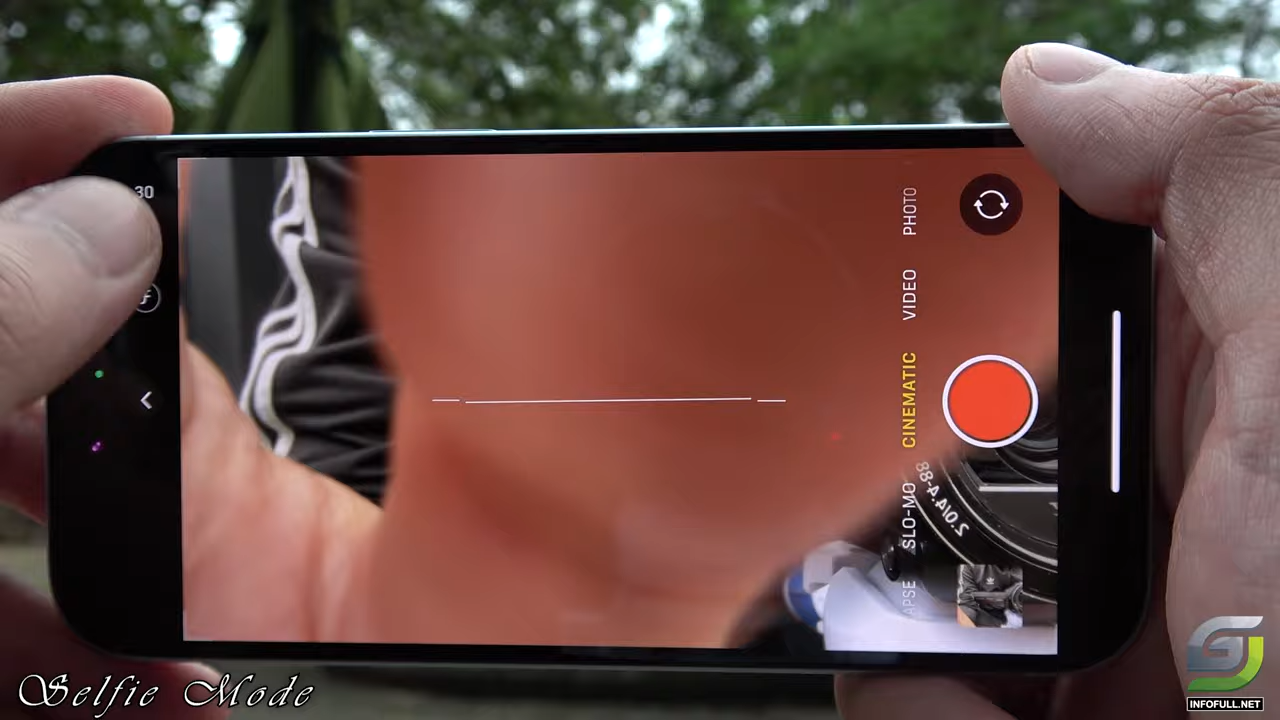 30
PHOTO
VIDEO
CINEMATIC
SLO-MO
APSE
Selfie Mode
INFOFULL.NET